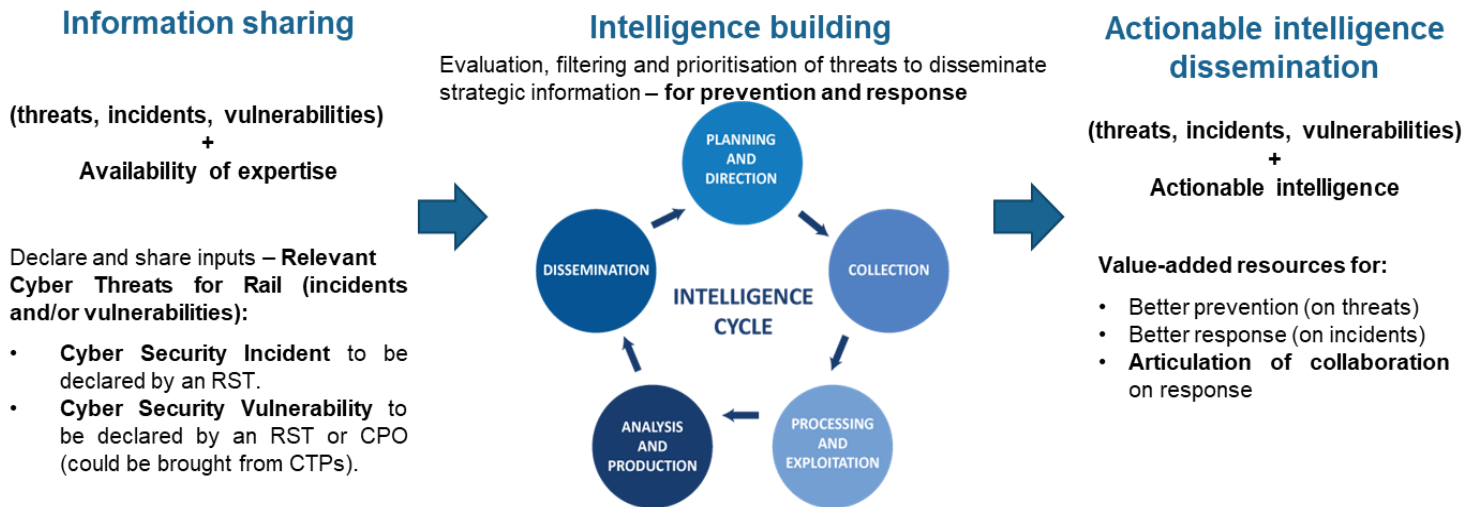 Information sharing
(threats, incidents, vulnerabilities)
+
Availability of expertise
Declare and share inputs – Relevant
Cyber Threats for Rail (incidents
and/or vulnerabilities):
• Cyber Security Incident to be
declared by an RST.
• Cyber Security Vulnerability to
be declared by an RST or CPO
(could be brought from CTPs).
Intelligence building
Evaluation, filtering and prioritisation of threats to disseminate
strategic information – for prevention and response
PLANNING
AND
DIRECTION
COLLECTION
PROCESSING
AND
EXPLOITATION
ANALYSIS
AND
PRODUCTION
DISSEMINATION
INTELLIGENCE
CYCLE
Actionable intelligence
dissemination
(threats, incidents, vulnerabilities)
+
Actionable intelligence
Value-added resources for:
• Better prevention (on threats)
• Better response (on incidents)
• Articulation of collaboration
on response